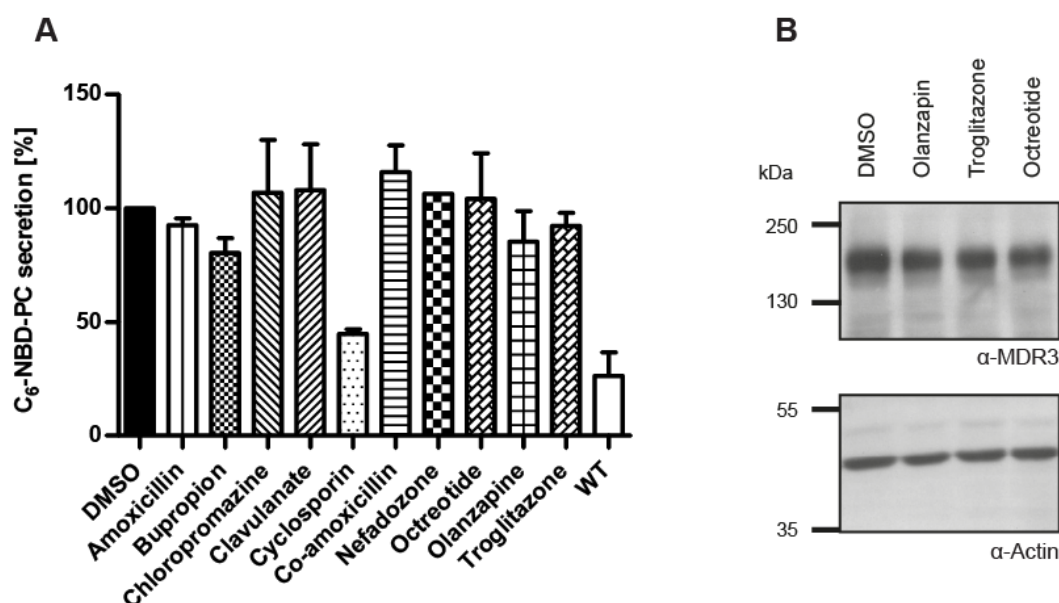 A
C₆-NBD-PC secretion [%]
150
100
50
0
DMSO
Amoxicillin
Bupropion
Chloropromazine
Clavulanate
Cyclosporin
Co-amoxicillin
Nefadozone
Octreotide
Olanzapine
Troglitazone
WT
B
DMSO
Olanzapin
Troglitazone
Octreotide
kDa
250
130
α-MDR3
55
35
α-Actin